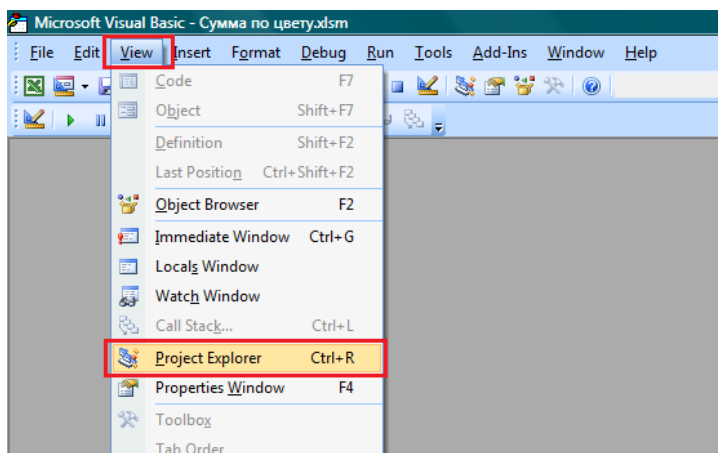 Microsoft Visual Basic - Сумма по цвету.xlsm
File Edit View Insert Format Debug Run Tools Add-Ins Window Help
Code F7
Object Shift+F7
Definition Shift+F2
Last Position Ctrl+Shift+F2
Object Browser F2
Immediate Window Ctrl+G
Locals Window
Watch Window
Call Stack... Ctrl+L
Project Explorer Ctrl+R
Properties Window F4
Toolbox
Tab Order